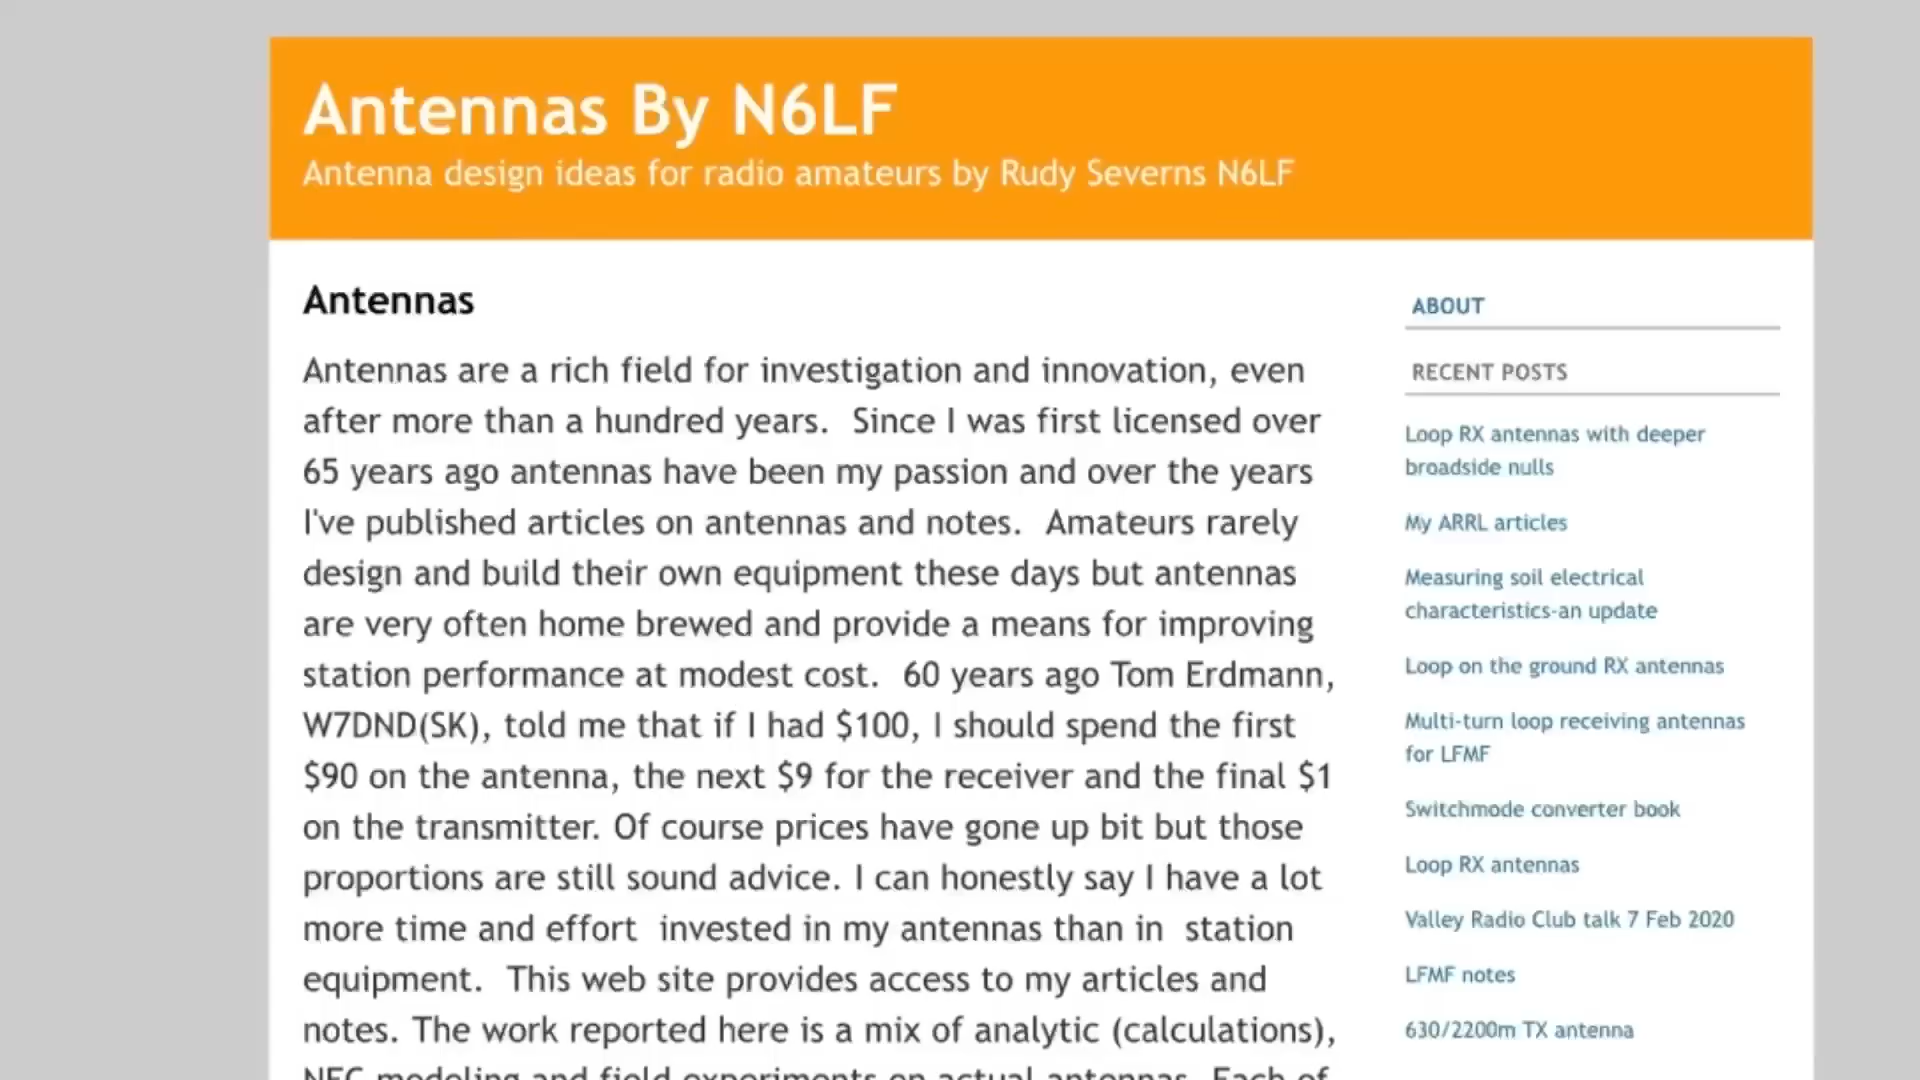 Antennas By N6LF
Antenna design ideas for radio amateurs by Rudy Severns N6LF
Antennas
Antennas are a rich field for investigation and innovation, even
after more than a hundred years.  Since I was first licensed over
65 years ago antennas have been my passion and over the years
I've published articles on antennas and notes.  Amateurs rarely
design and build their own equipment these days but antennas
are very often home brewed and provide a means for improving
station performance at modest cost.  60 years ago Tom Erdmann,
W7DND(SK), told me that if I had $100, I should spend the first
$90 on the antenna, the next $9 for the receiver and the final $1
on the transmitter. Of course prices have gone up bit but those
proportions are still sound advice. I can honestly say I have a lot
more time and effort  invested in my antennas than in  station
equipment.  This web site provides access to my articles and
notes. The work reported here is a mix of analytic (calculations),
NEC modeling and field experiments on actual antennas. Each of
ABOUT
RECENT POSTS
Loop RX antennas with deeper
broadside nulls
My ARRL articles
Measuring soil electrical
characteristics-an update
Loop on the ground RX antennas
Multi-turn loop receiving antennas
for LFMF
Switchmode converter book
Loop RX antennas
Valley Radio Club talk 7 Feb 2020
LFMF notes
630/2200m TX antenna